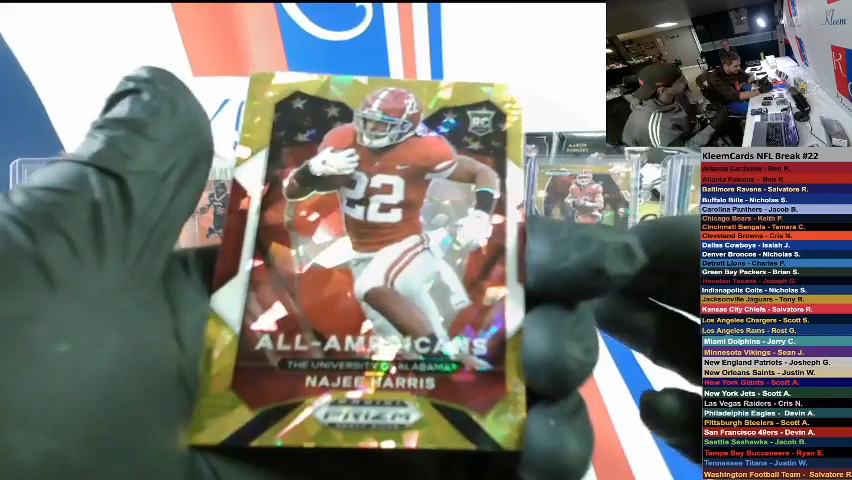 22
RC
ALL-AMERICANS
THE UNIVERSITY OF ALABAMA
NAJEE HARRIS
PANINI
PRIZM
AARON
RODGERS
Kleem
KleemCards NFL Break #22
Arizona Cardinals - Ben K.
Atlanta Falcons - Ben K.
Baltimore Ravens - Salvatore R.
Buffalo Bills - Nicholas S.
Carolina Panthers - Jacob B.
Chicago Bears - Keith P.
Cincinnati Bengals - Tamara C.
Cleveland Browns - Cris N.
Dallas Cowboys - Isaiah J.
Denver Broncos - Nicholas S.
Detroit Lions - Charles P.
Green Bay Packers - Brian S.
Houston Texans - Joseph G.
Indianapolis Colts - Nicholas S.
Jacksonville Jaguars - Tony B.
Kansas City Chiefs - Salvatore R.
Los Angeles Chargers - Scott S.
Los Angeles Rams - Rost G.
Miami Dolphins - Jerry C.
Minnesota Vikings - Sean J.
New England Patriots - Josheph G.
New Orleans Saints - Justin W.
New York Giants - Scott A.
New York Jets - Scott A.
Las Vegas Raiders - Cris N.
Philadelphia Eagles - Devin A.
Pittsburg Steelers - Scott A.
San Francisco 49ers - Devin A.
Seattle Seahawks - Jacob B.
Tampa Bay Buccaneers - Ryan E.
Tennessee Titans - Justin W.
Washington Football Team - Salvatore R